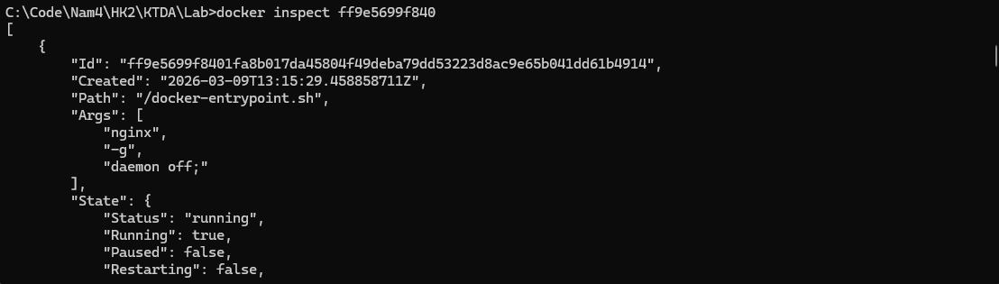 C:\Code\Nam4\HK2\KTDA\Lab>docker inspect ff9e5699f840
[
    {
        "Id": "ff9e5699f8401fa8b017da45804f49deba79dd53223d8ac9e65b041dd61b4914",
        "Created": "2026-03-09T13:15:29.458858711Z",
        "Path": "/docker-entrypoint.sh",
        "Args": [
            "nginx",
            "-g",
            "daemon off;"
        ],
        "State": {
            "Status": "running",
            "Running": true,
            "Paused": false,
            "Restarting": false,